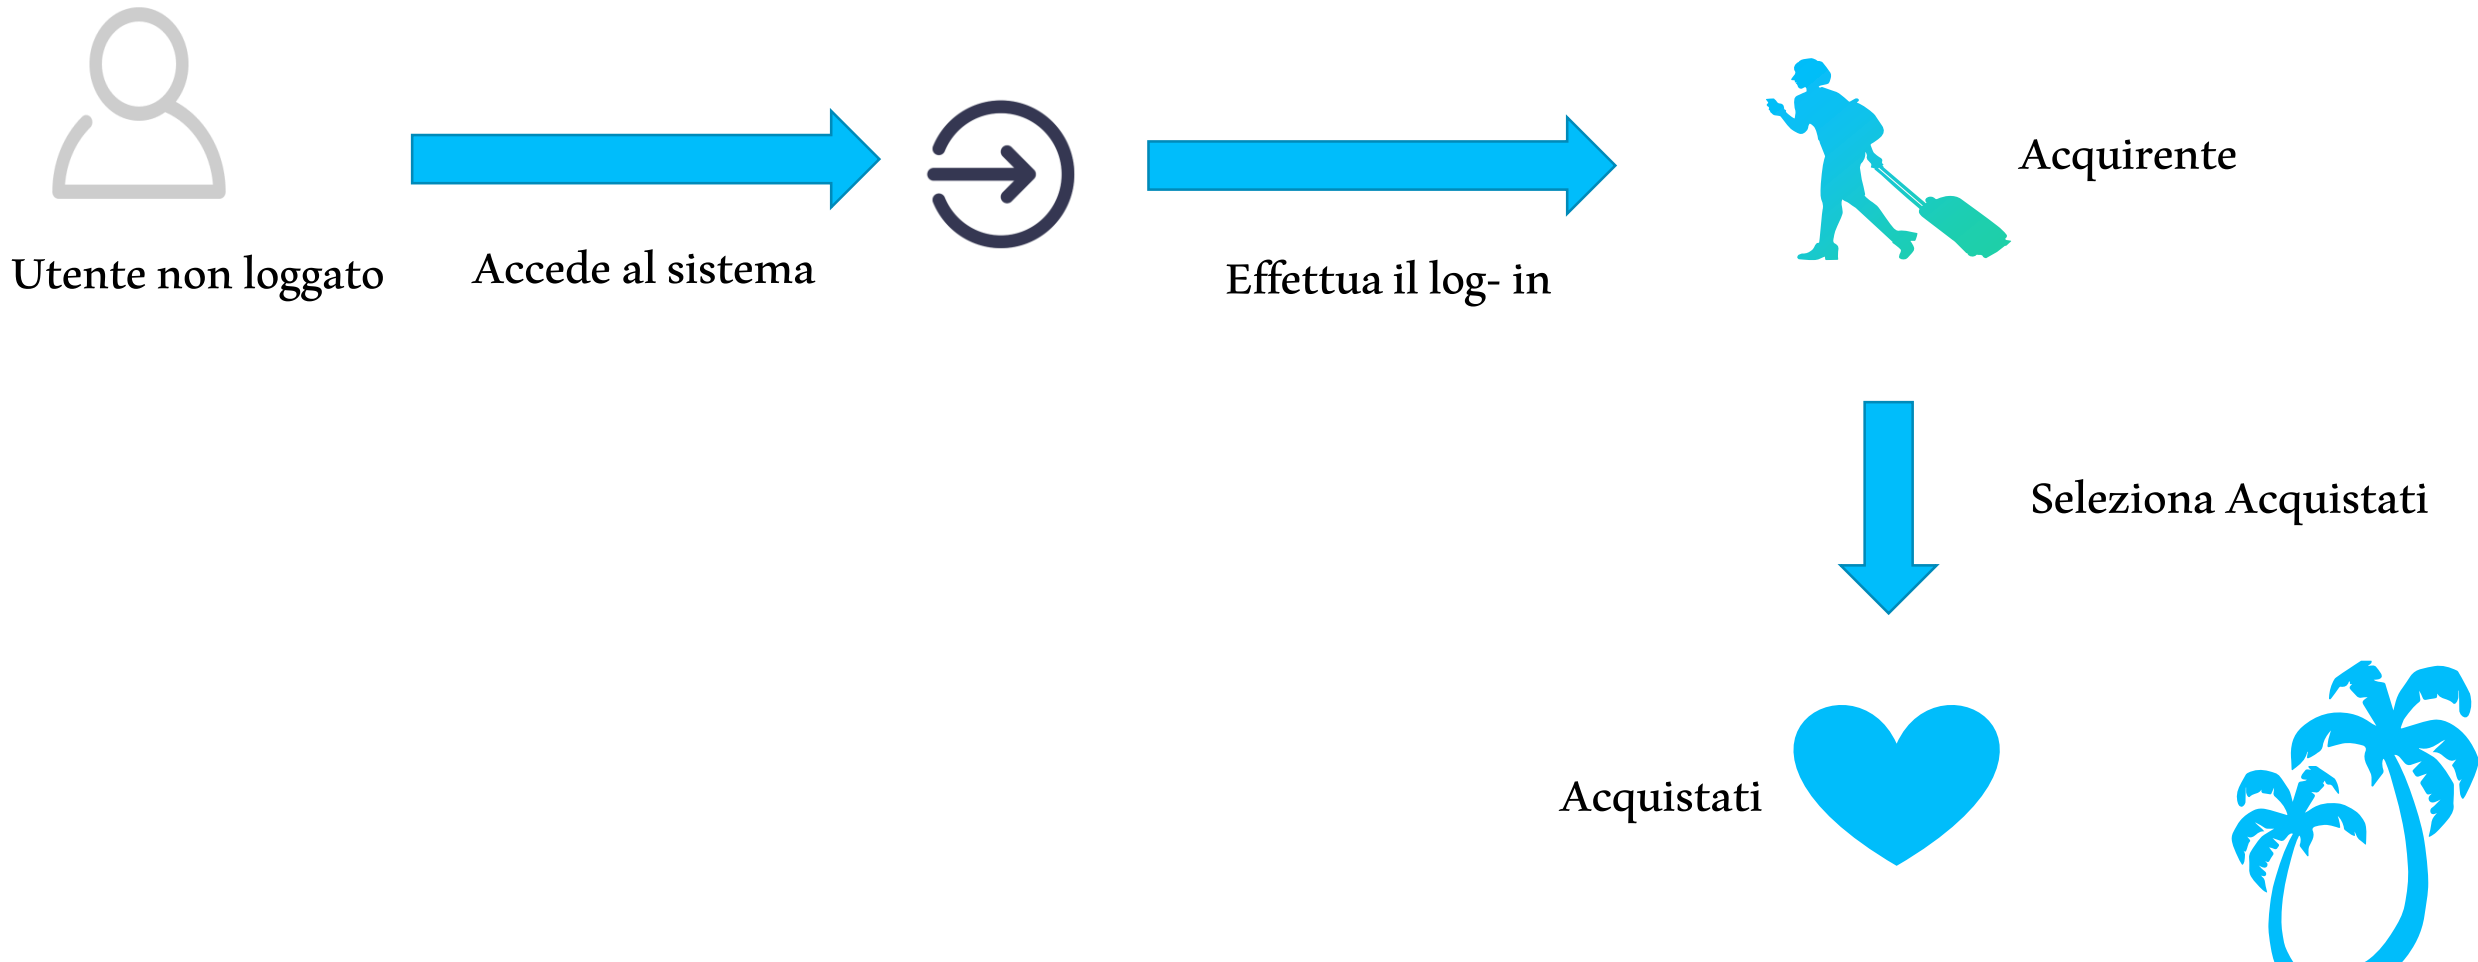 Acquirente
Utente non loggato
Accede al sistema
Effettua il log- in
Seleziona Acquistati
Acquistati